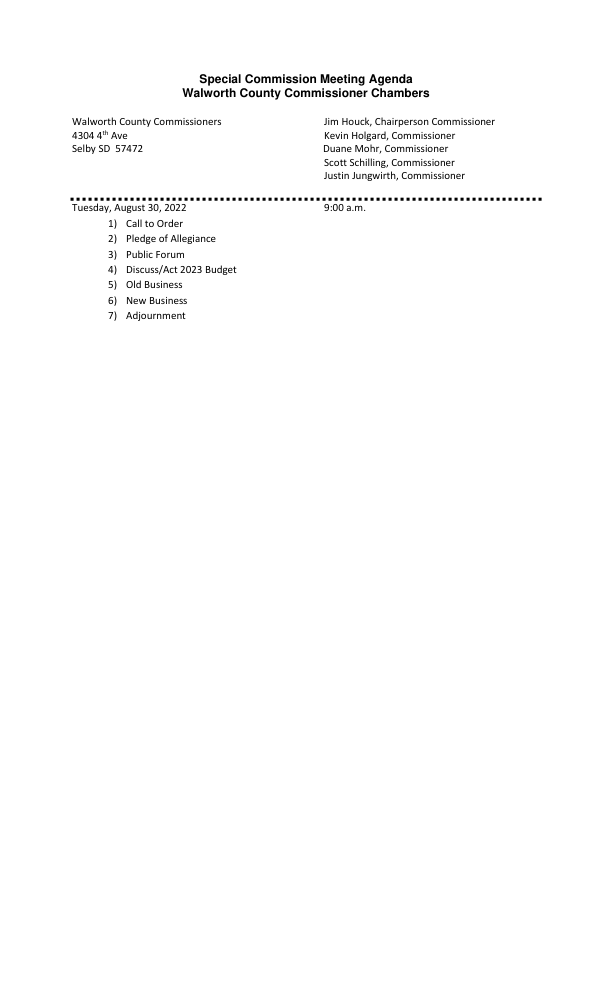 Special Commission Meeting Agenda
Walworth County Commissioner Chambers
Walworth County Commissioners
4304 4th Ave
Selby SD  57472
Jim Houck, Chairperson Commissioner
Kevin Holgard, Commissioner
Duane Mohr, Commissioner
Scott Schilling, Commissioner
Justin Jungwirth, Commissioner
Tuesday, August 30, 2022 9:00 a.m.
1) Call to Order
2) Pledge of Allegiance
3) Public Forum
4) Discuss/Act 2023 Budget
5) Old Business
6) New Business
7) Adjournment